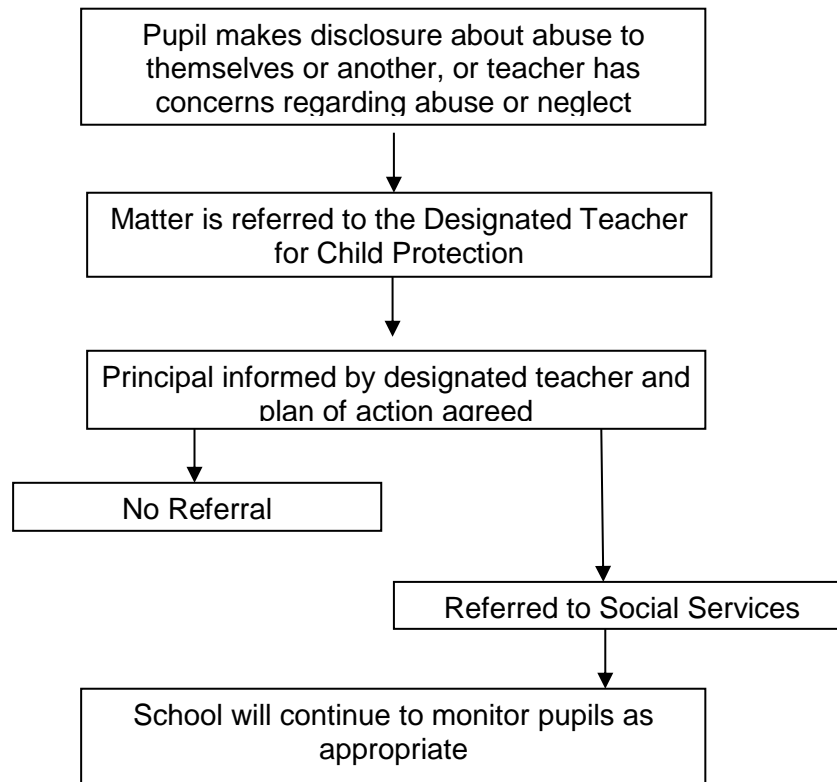 Pupil makes disclosure about abuse to
themselves or another, or teacher has
concerns regarding abuse or neglect
Matter is referred to the Designated Teacher
for Child Protection
Principal informed by designated teacher and
plan of action agreed
No Referral
Referred to Social Services
School will continue to monitor pupils as
appropriate